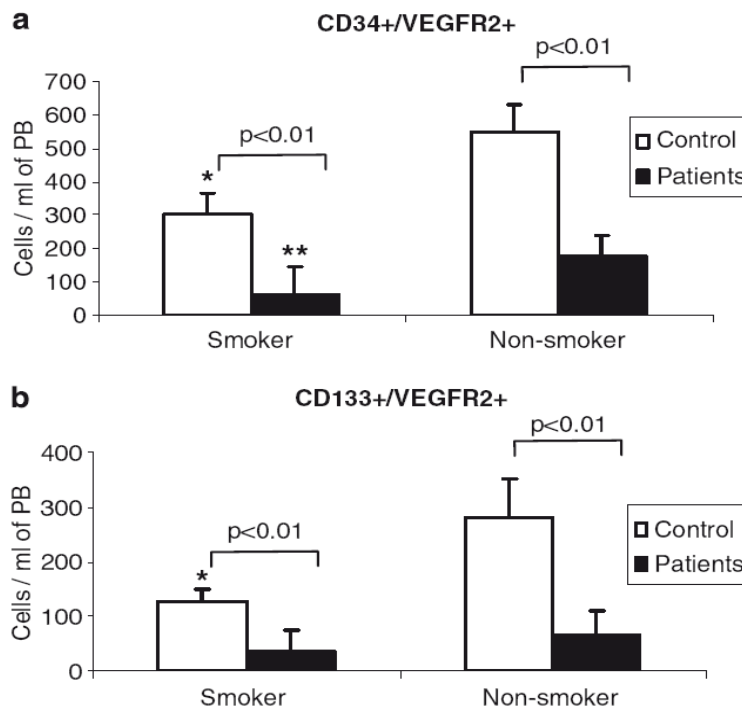 a
CD34+/VEGFR2+
Cells / ml of PB
700
600
500
400
300
200
100
0
p<0.01
p<0.01
*
**
Control
Patients
Smoker
Non-smoker
b
CD133+/VEGFR2+
Cells / ml of PB
400
300
200
100
0
p<0.01
p<0.01
*
Control
Patients
Smoker
Non-smoker